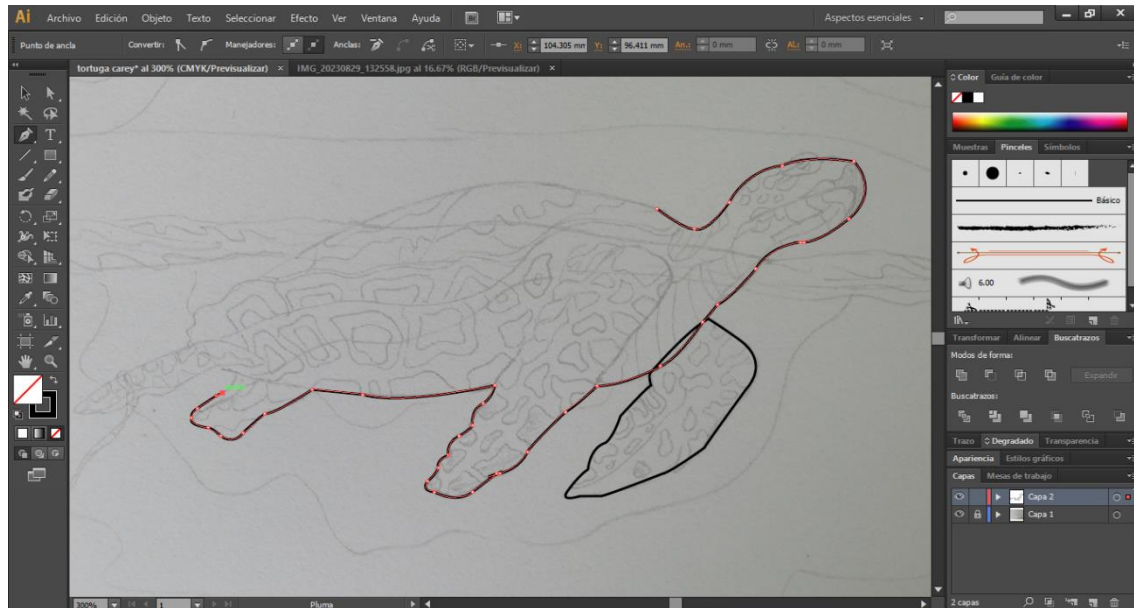 Ai Archivo Edición Objeto Texto Seleccionar Efecto Ver Ventana Ayuda Br Aspectos esenciales
Punto de ancla Convertir: Manejadores: Anclas: X: 104.305 mm Y: 96.411 mm An.: 0 mm AL: 0 mm
tortuga carey* al 300% (CMYK/Previsualizar) × IMG_20230829_132558.jpg al 16.67% (RGB/Previsualizar) ×
Color Guía de color
Muestras Pinceles Símbolos
Básico
6.00
Transformar Alinear Buscatrazos
Modos de forma:
Expandir
Buscatrazos:
Trazo Degradado Transparencia
Apariencia Estilos gráficos
Capas Mesas de trabajo
Capa 2
Capa 1
300% 1 Pluma 2 capas